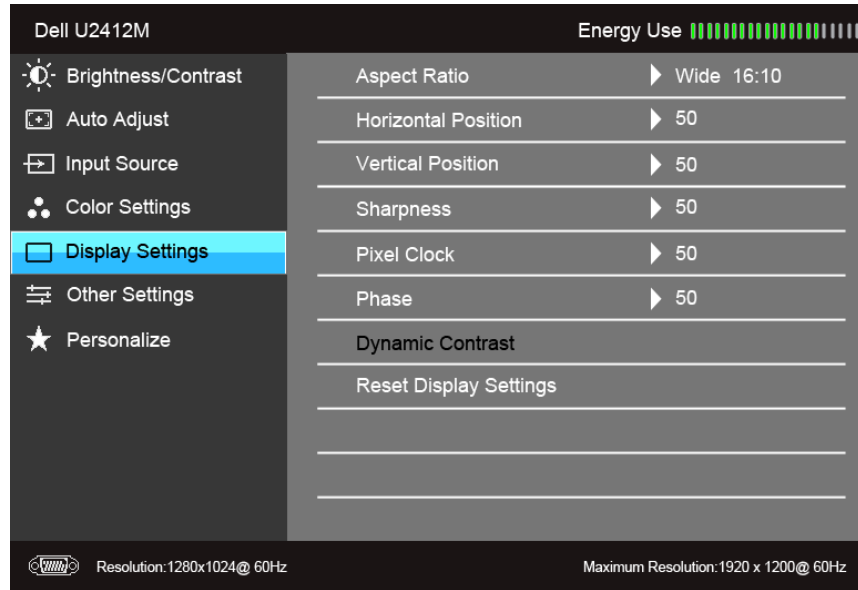 Dell U2412M
Energy Use
Brightness/Contrast
Auto Adjust
Input Source
Color Settings
Display Settings
Other Settings
Personalize
Aspect Ratio Wide 16:10
Horizontal Position 50
Vertical Position 50
Sharpness 50
Pixel Clock 50
Phase 50
Dynamic Contrast
Reset Display Settings
Resolution:1280x1024@ 60Hz
Maximum Resolution:1920 x 1200@ 60Hz